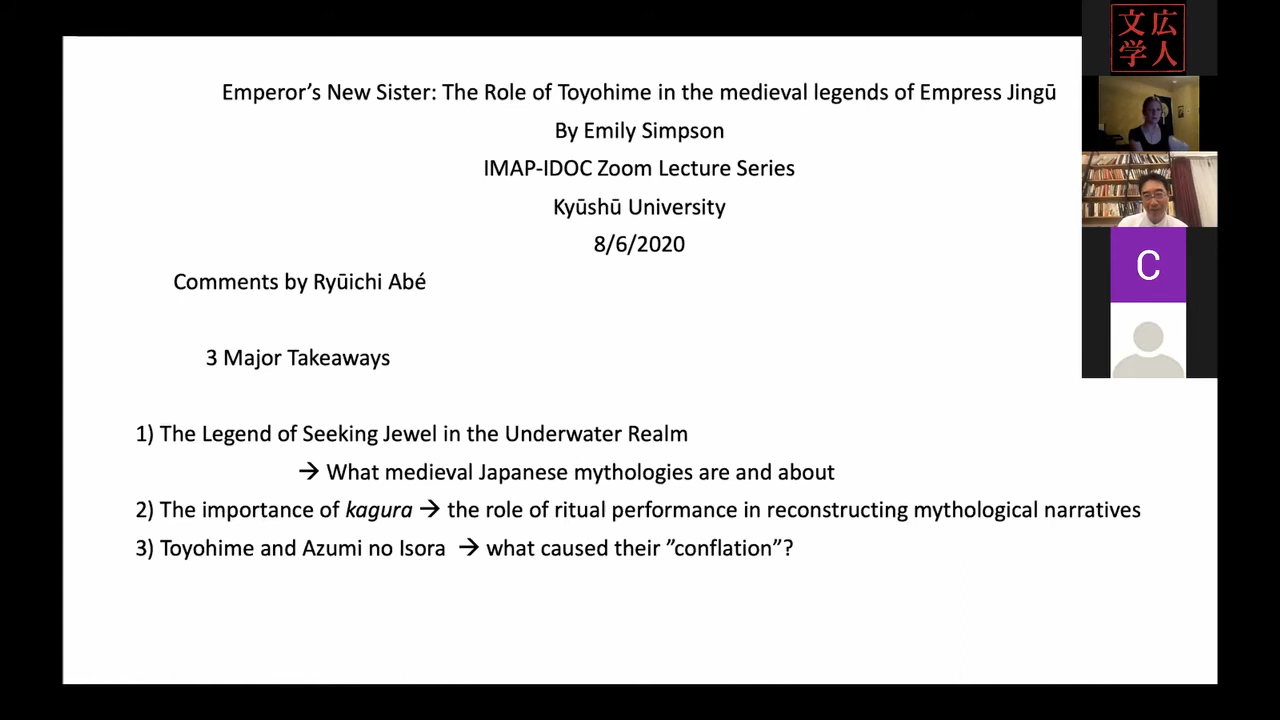 Emperor's New Sister: The Role of Toyohime in the medieval legends of Empress Jingū
By Emily Simpson
IMAP-IDOC Zoom Lecture Series
Kyūshū University
8/6/2020
Comments by Ryūichi Abé
3 Major Takeaways
1) The Legend of Seeking Jewel in the Underwater Realm
→ What medieval Japanese mythologies are and about
2) The importance of kagura → the role of ritual performance in reconstructing mythological narratives
3) Toyohime and Azumi no Isora → what caused their ”conflation”?
文広
学人
C